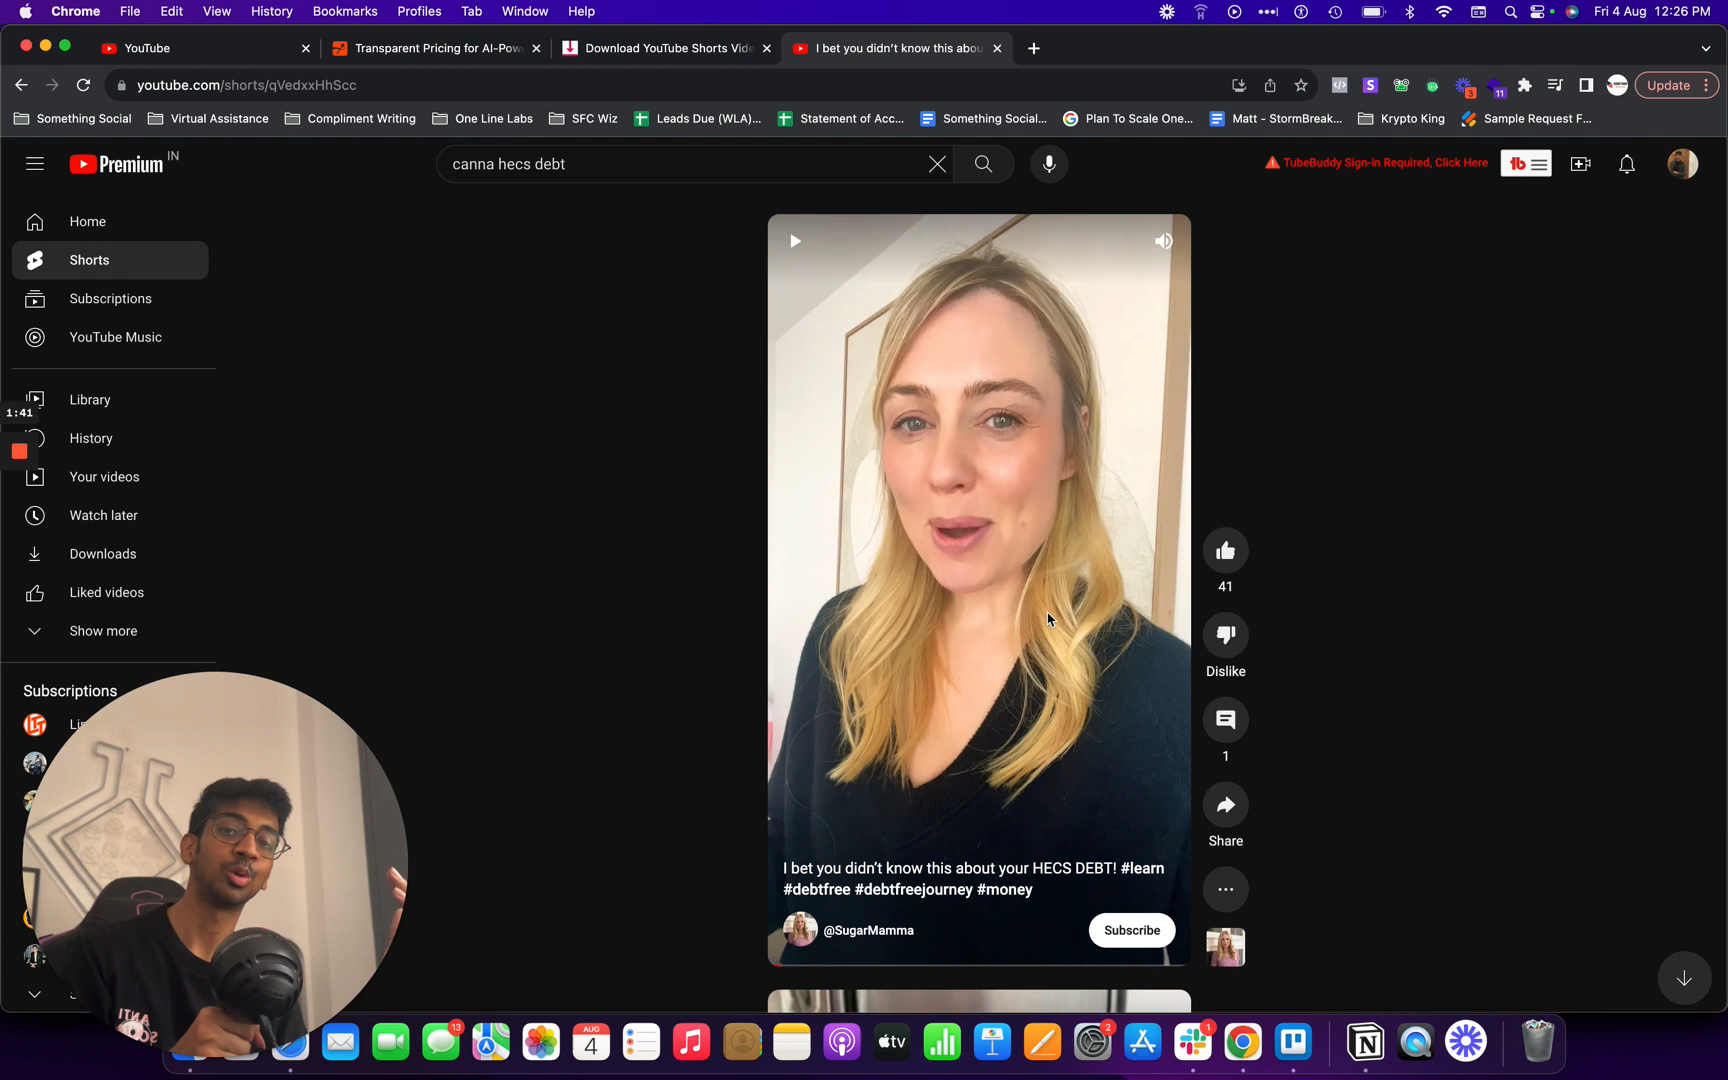 Chrome File Edit View History Bookmarks Profiles Tab Window Help Fri 4 Aug 12:26 PM
YouTube Transparent Pricing for AI-Pow Download YouTube Shorts Vide I bet you didn't know this abou
youtube.com/shorts/qVedxxHhScc 3 11 Update
Something Social Virtual Assistance Compliment Writing One Line Labs SFC Wiz Leads Due (WLA)... Statement of Acc... Something Social... Plan To Scale One... Matt - StormBreak... Krypto King Sample Request F...
Premium IN canna hecs debt TubeBuddy Sign-in Required, Click Here tb
Home
Shorts
Subscriptions
YouTube Music
Library
1:41
History
Your videos
Watch later
Downloads
Liked videos
Show more
Subscriptions
41
Dislike
1
Share
I bet you didn't know this about your HECS DEBT! #learn
#debtfree #debtfreejourney #money
@SugarMamma Subscribe
ANTI
13 AUG 4 tv 2 1